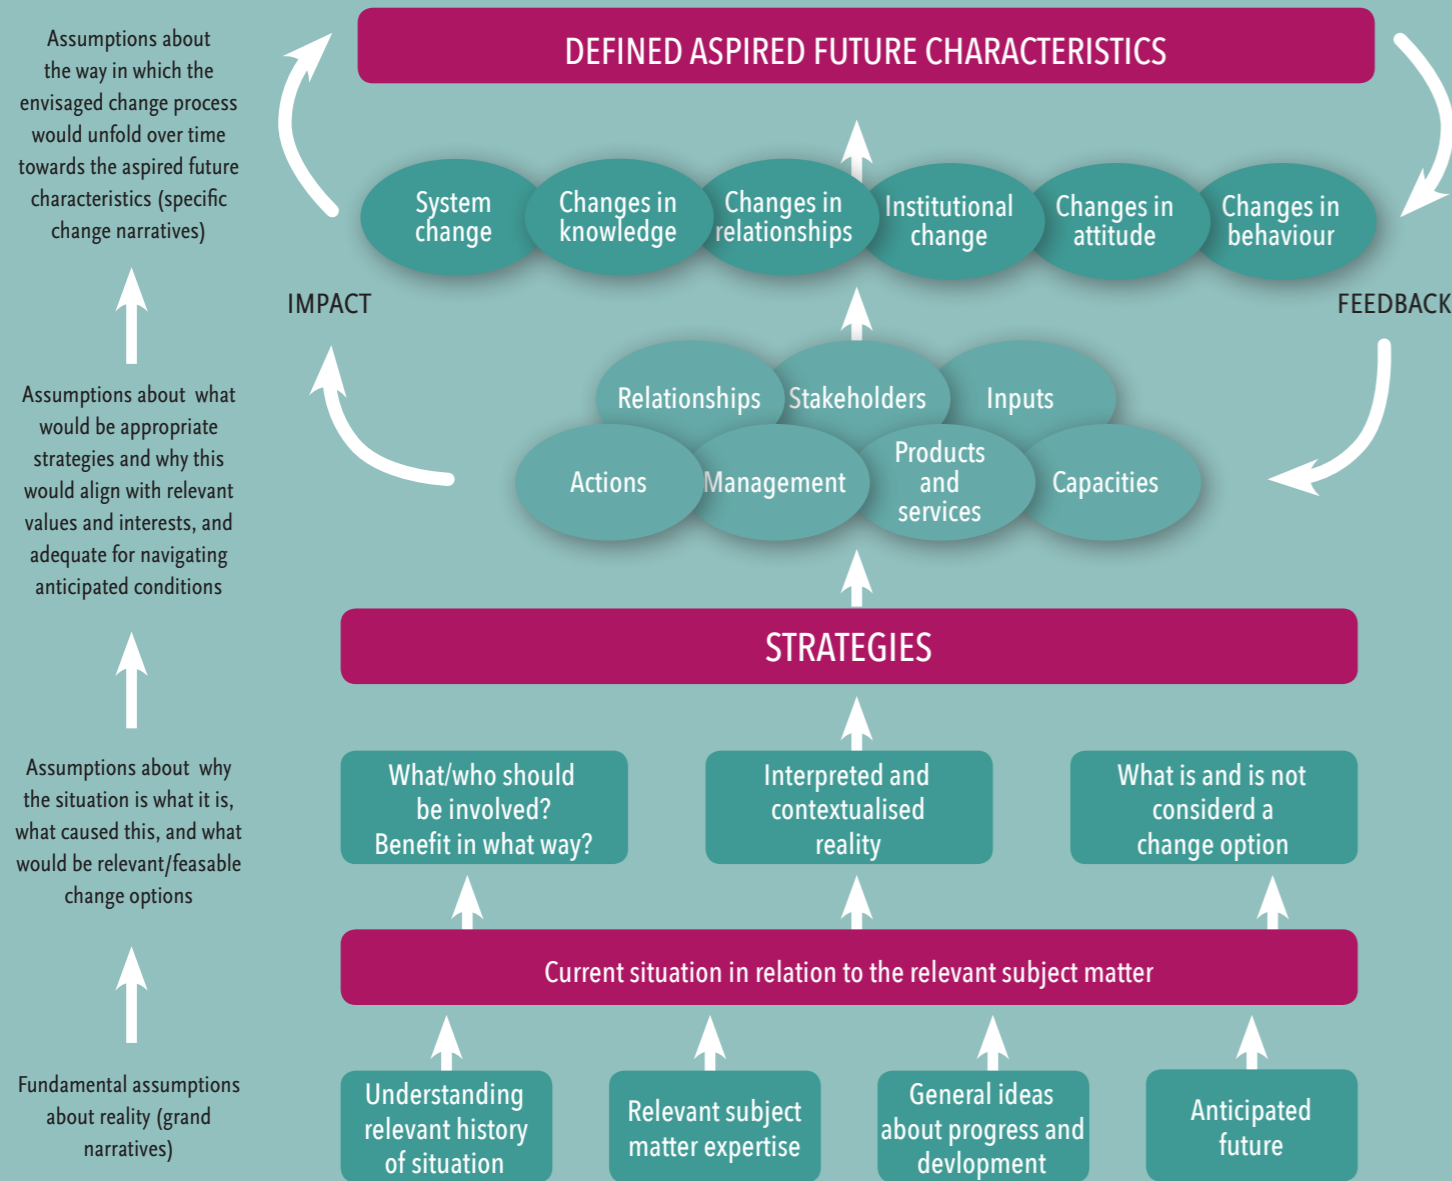 Assumptions about
the way in which the
envisaged change process
would unfold over time
towards the aspired future
characteristics (specific
change narratives)
Assumptions about what
would be appropriate
strategies and why this
would align with relevant
values and interests, and
adequate for navigating
anticipated conditions
Assumptions about why
the situation is what it is,
what caused this, and what
would be relevant/feasable
change options
Fundamental assumptions
about reality (grand
narratives)
DEFINED ASPIRED FUTURE CHARACTERISTICS
System
change
Changes in
knowledge
Changes in
relationships
Institutional
change
Changes in
attitude
Changes in
behaviour
IMPACT
FEEDBACK
Relationships
Stakeholders
Inputs
Actions
Management
Products
and
services
Capacities
STRATEGIES
What/who should
be involved?
Benefit in what way?
Interpreted and
contextualised
reality
What is and is not
considerd a
change option
Current situation in relation to the relevant subject matter
Understanding
relevant history
of situation
Relevant subject
matter expertise
General ideas
about progress and
devlopment
Anticipated
future